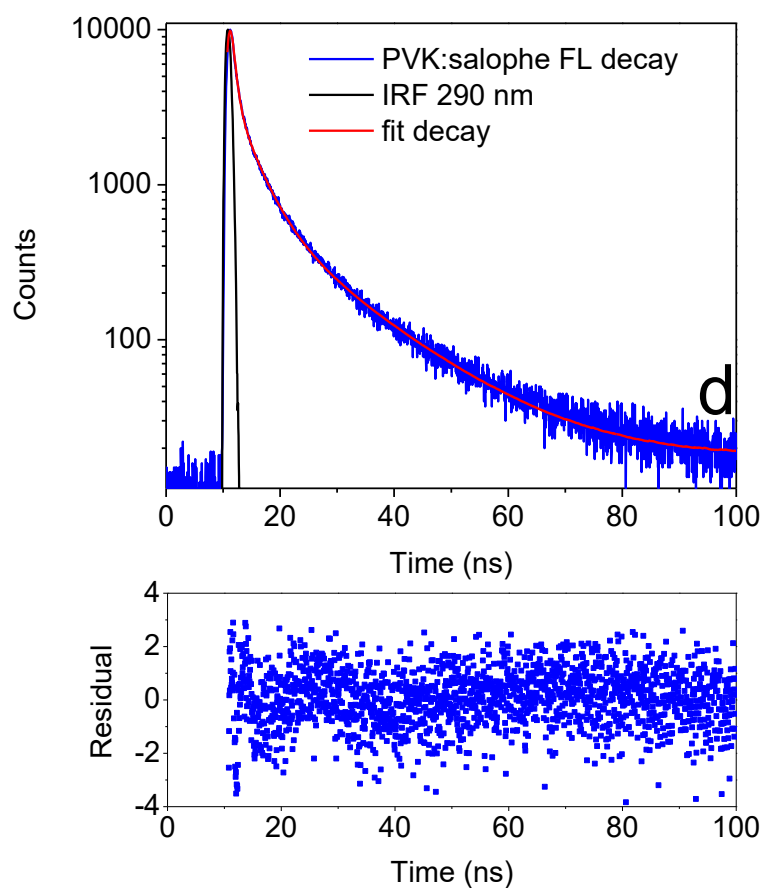 10000
1000
100
Counts
PVK:salophe FL decay
IRF 290 nm
fit decay
d
0 20 40 60 80 100
Time (ns)
4
2
0
-2
-4
Residual
0 20 40 60 80 100
Time (ns)